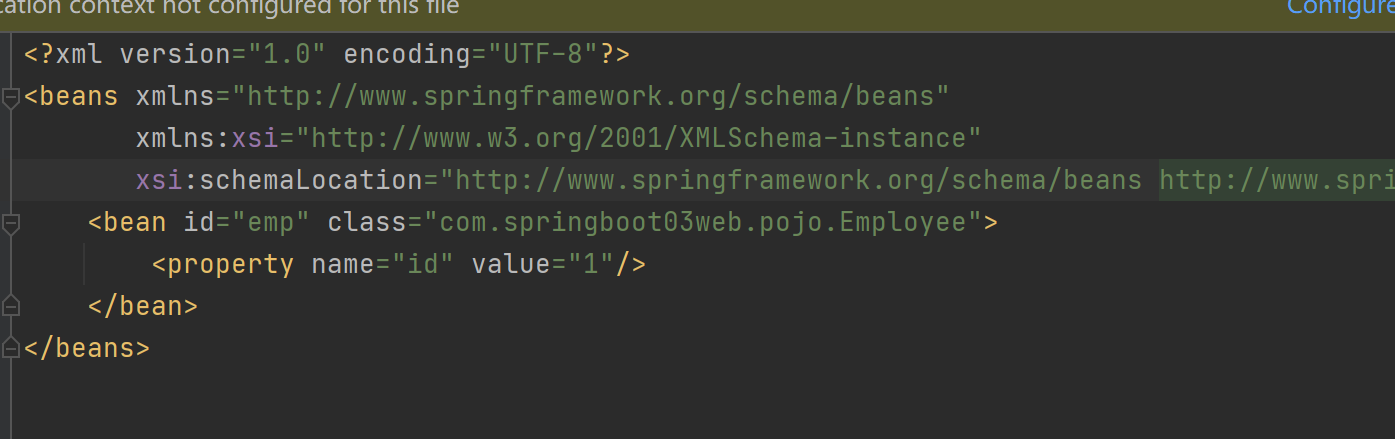 context not configured for this file Configure
<?xml version="1.0" encoding="UTF-8"?>
<beans xmlns="http://www.springframework.org/schema/beans"
xmlns:xsi="http://www.w3.org/2001/XMLSchema-instance"
xsi:schemaLocation="http://www.springframework.org/schema/beans http://www.spri
<bean id="emp" class="com.springboot03web.pojo.Employee">
<property name="id" value="1"/>
</bean>
</beans>